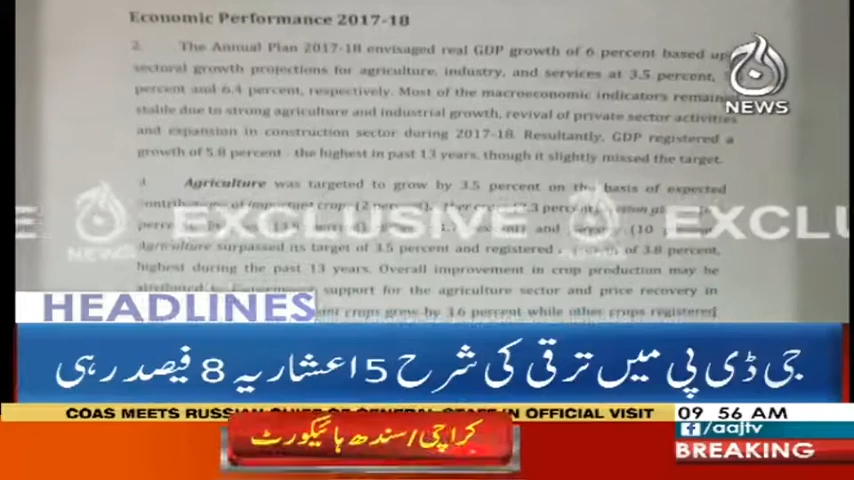 Economic Performance 2017-18
2. The Annual Plan 2017-18 envisaged real GDP growth of 6 percent based up
sectoral growth projections for agriculture, industry, and services at 3.5 percent,
percent and 6.4 percent, respectively. Most of the macroeconomic indicators remained
stable due to strong agriculture and industrial growth, revival of private sector activities
and expansion in construction sector during 2017-18. Resultantly, GDP registered a
growth of 5.8 percent - the highest in past 13 years, though it slightly missed the target.
NEWS
Agriculture was targeted to grow by 3.5 percent on the basis of expected
EXCLUSIVE
EXCLU
NEWS
NEWS
Agriculture surpassed its target of 3.5 percent and registered of 3.8 percent,
highest during the past 13 years. Overall improvement in crop production may be
support for the agriculture sector and price recovery in
crops grew by 3.6 percent while other crops registered
HEADLINES
جی ڈی پی میں ترقی کی شرح 5 اعشاریہ 8 فیصد رہی
COAS MEETS RUSSIAN CHIEF OF GENERAL STAFF IN OFFICIAL VISIT
09 56 AM
/aajtv
کراچی/سندھ ہائیکورٹ
BREAKING